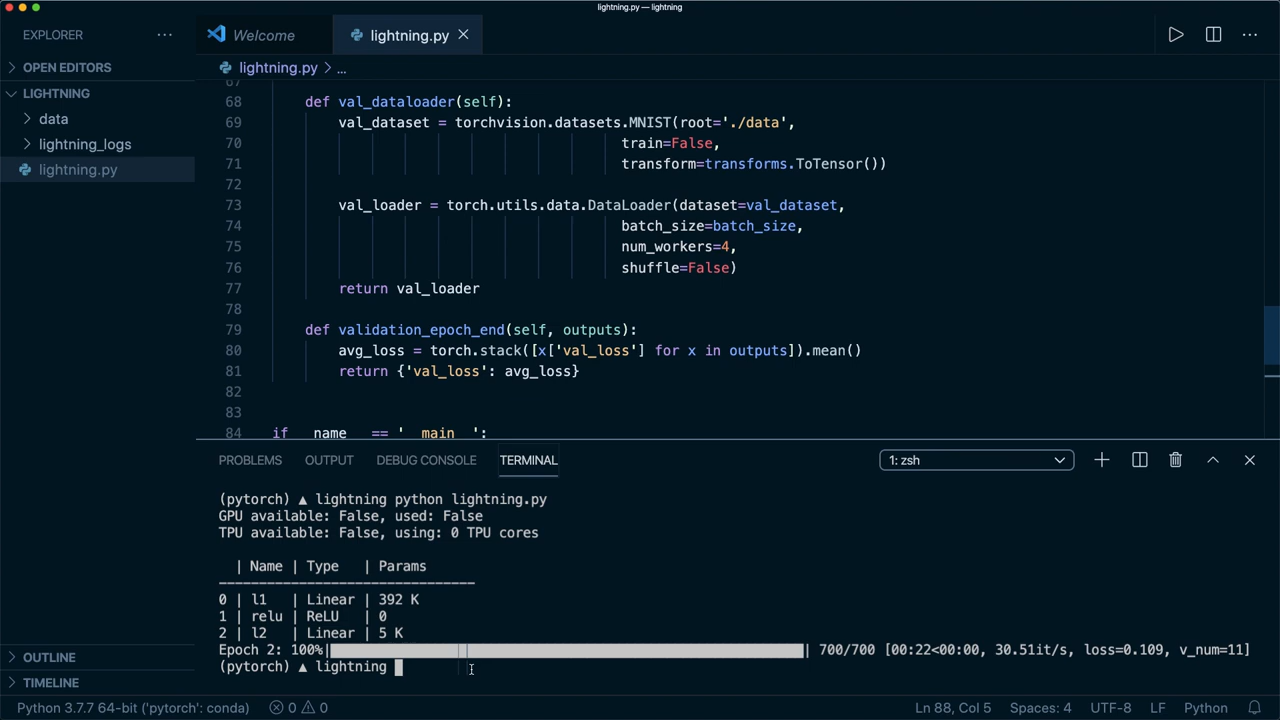 lightning.py — lightning
EXPLORER
Welcome
lightning.py
OPEN EDITORS
LIGHTNING
data
lightning_logs
lightning.py
lightning.py > ...
67
68 def val_dataloader(self):
69 val_dataset = torchvision.datasets.MNIST(root='./data',
70 train=False,
71 transform=transforms.ToTensor())
72
73 val_loader = torch.utils.data.DataLoader(dataset=val_dataset,
74 batch_size=batch_size,
75 num_workers=4,
76 shuffle=False)
77 return val_loader
78
79 def validation_epoch_end(self, outputs):
80 avg_loss = torch.stack([x['val_loss'] for x in outputs]).mean()
81 return {'val_loss': avg_loss}
82
83
84 if __name__ == '__main__':
PROBLEMS OUTPUT DEBUG CONSOLE TERMINAL 1: zsh
(pytorch) ▲ lightning python lightning.py
GPU available: False, used: False
TPU available: False, using: 0 TPU cores
| Name | Type | Params
--------------------------------
0 | l1 | Linear | 392 K
1 | relu | ReLU | 0
2 | l2 | Linear | 5 K
Epoch 2: 100%| | 700/700 [00:22<00:00, 30.51it/s, loss=0.109, v_num=11]
(pytorch) ▲ lightning
OUTLINE
TIMELINE
Python 3.7.7 64-bit ('pytorch': conda) 0 0 Ln 88, Col 5 Spaces: 4 UTF-8 LF Python